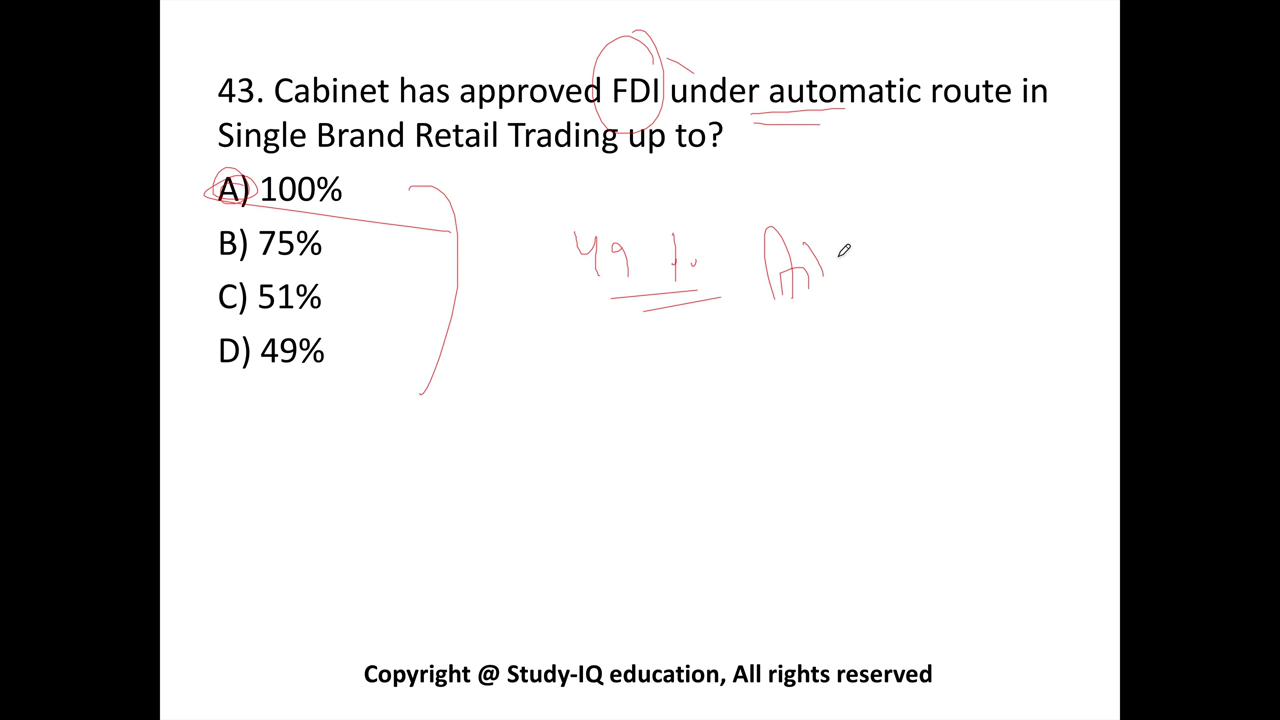 43. Cabinet has approved FDI under automatic route in
Single Brand Retail Trading up to?
A) 100%
B) 75%
49 %
C) 51%
D) 49%
Copyright @ Study-IQ education, All rights reserved